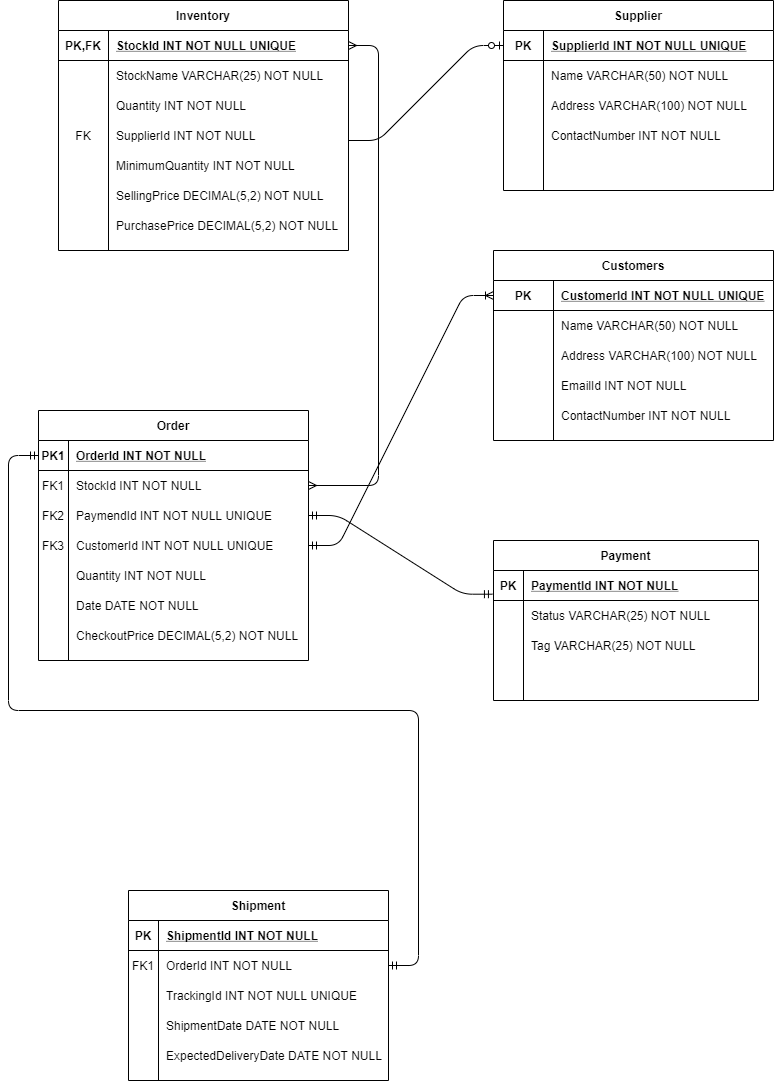 Inventory
PK,FK StockId INT NOT NULL UNIQUE
StockName VARCHAR(25) NOT NULL
Quantity INT NOT NULL
FK SupplierId INT NOT NULL
MinimumQuantity INT NOT NULL
SellingPrice DECIMAL(5,2) NOT NULL
PurchasePrice DECIMAL(5,2) NOT NULL
Supplier
PK SupplierId INT NOT NULL UNIQUE
Name VARCHAR(50) NOT NULL
Address VARCHAR(100) NOT NULL
ContactNumber INT NOT NULL
Customers
PK CustomerId INT NOT NULL UNIQUE
Name VARCHAR(50) NOT NULL
Address VARCHAR(100) NOT NULL
EmailId INT NOT NULL
ContactNumber INT NOT NULL
Order
PK1 OrderId INT NOT NULL
FK1 StockId INT NOT NULL
FK2 PaymendId INT NOT NULL UNIQUE
FK3 CustomerId INT NOT NULL UNIQUE
Quantity INT NOT NULL
Date DATE NOT NULL
CheckoutPrice DECIMAL(5,2) NOT NULL
Payment
PK PaymentId INT NOT NULL
Status VARCHAR(25) NOT NULL
Tag VARCHAR(25) NOT NULL
Shipment
PK ShipmentId INT NOT NULL
FK1 OrderId INT NOT NULL
TrackingId INT NOT NULL UNIQUE
ShipmentDate DATE NOT NULL
ExpectedDeliveryDate DATE NOT NULL